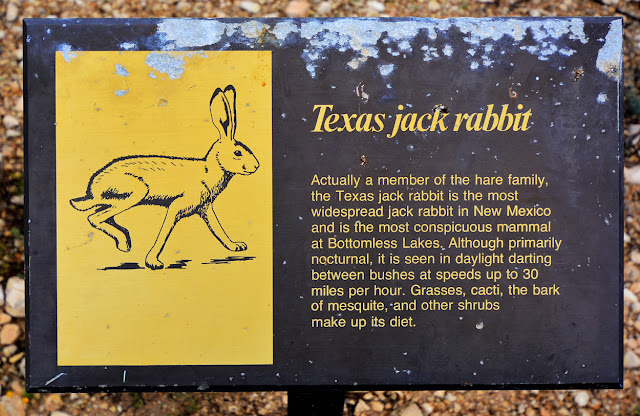 Texas jack rabbit
Actually a member of the hare family,
the Texas jack rabbit is the most
widespread jack rabbit in New Mexico
and is the most conspicuous mammal
at Bottomless Lakes. Although primarily
nocturnal, it is seen in daylight darting
between bushes at speeds up to 30
miles per hour. Grasses, cacti, the bark
of mesquite, and other shrubs
make up its diet.